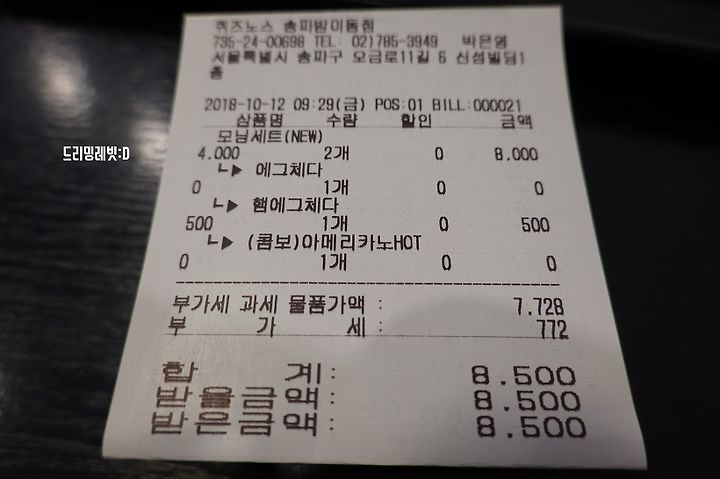 퀴즈노스 송파방이동점
735-24-00698 TEL: 02)785-3949 박은영
서울특별시 송파구 오금로11길 6 신성빌딩1
층
2018-10-12 09:29(금) POS:01 BILL:000021
상품명 수량 할인 금액
모닝세트(NEW)
4.000 2개 0 8.000
에그체다
0 1개 0 0
햄에그체다
500 1개 0 500
(콤보)아메리카노HOT
0 1개 0 0
부가세 과세 물품가액 : 7.728
부 가 세 : 772
합 계: 8.500
받을금액: 8.500
받은금액: 8.500
드리밍래빗:D